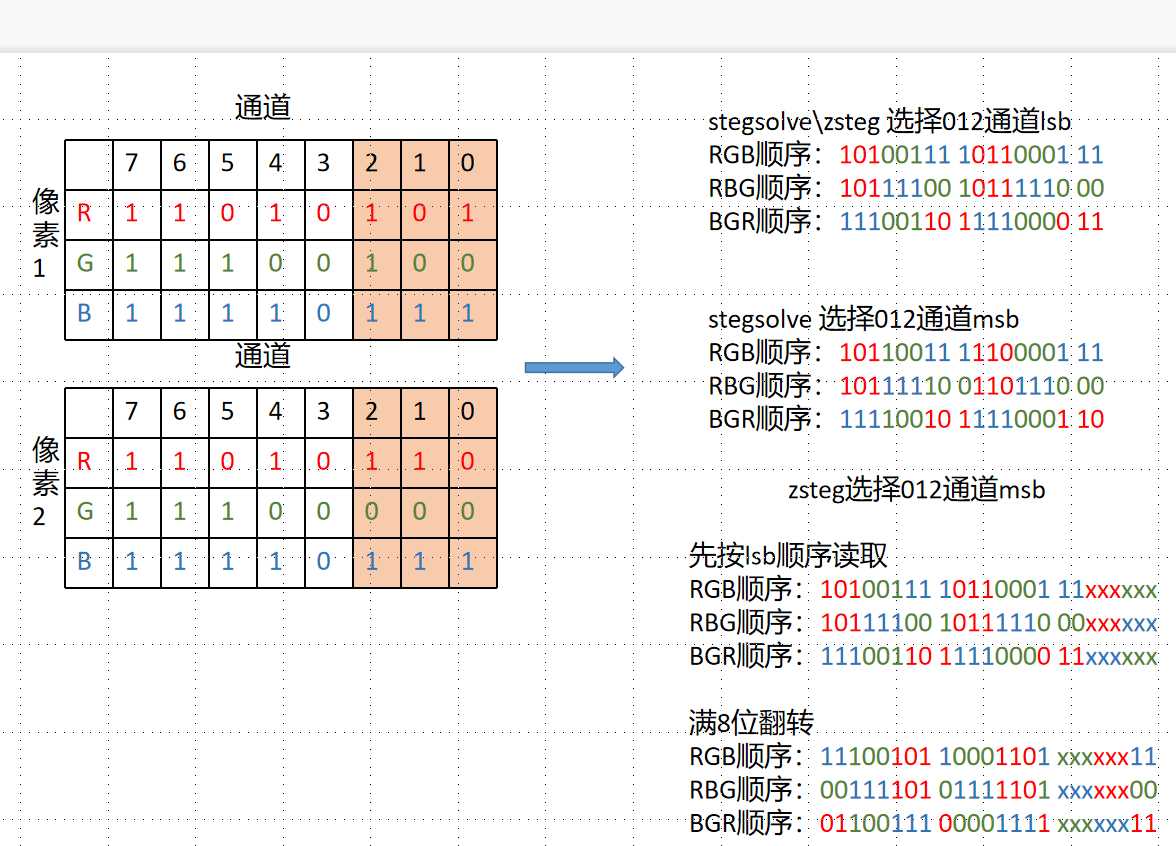 通道
像素1
7 6 5 4 3 2 1 0
R 1 1 0 1 0 1 0 1
G 1 1 1 0 0 1 0 0
B 1 1 1 1 0 1 1 1
通道
像素2
7 6 5 4 3 2 1 0
R 1 1 0 1 0 1 1 0
G 1 1 1 0 0 0 0 0
B 1 1 1 1 0 1 1 1
stegsolve\zsteg 选择012通道lsb
RGB顺序：10100111 10110001 11
RBG顺序：10111100 10111110 00
BGR顺序：11100110 11110000 11
stegsolve 选择012通道msb
RGB顺序：10110011 11100001 11
RBG顺序：10111110 01101110 00
BGR顺序：11110010 11110001 10
zsteg选择012通道msb
先按lsb顺序读取
RGB顺序：10100111 10110001 11xxxxxx
RBG顺序：10111100 10111110 00xxxxxx
BGR顺序：11100110 11110000 11xxxxxx
满8位翻转
RGB顺序：11100101 10001101 xxxxxx11
RBG顺序：00111101 01111101 xxxxxx00
BGR顺序：01100111 00001111 xxxxxx11